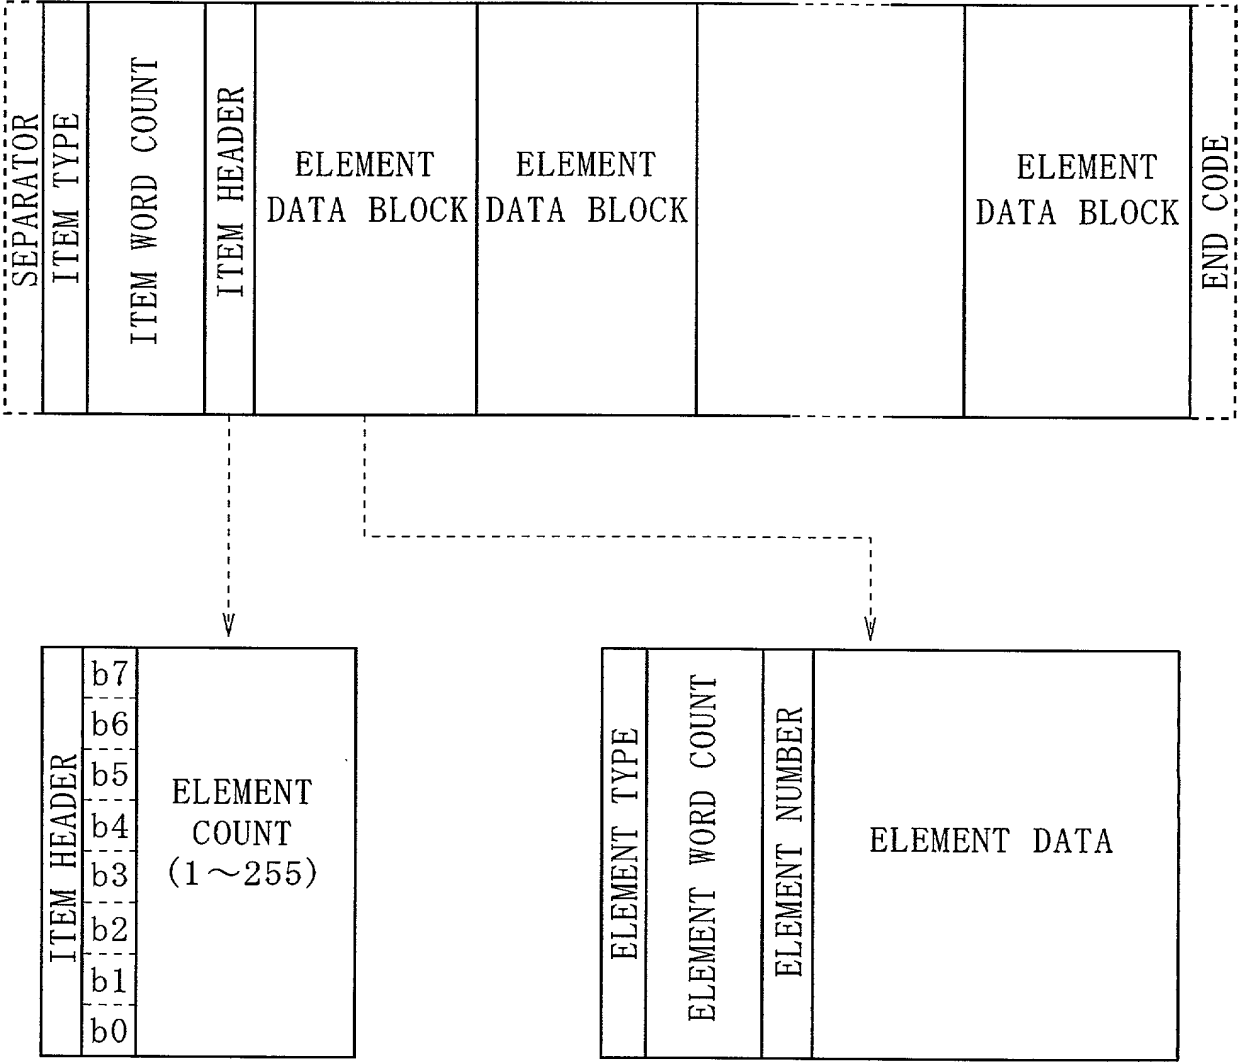 SEPARATOR
ITEM TYPE
ITEM WORD COUNT
ITEM HEADER
ELEMENT
DATA BLOCK
ELEMENT
DATA BLOCK
ELEMENT
DATA BLOCK
END CODE
ITEM HEADER
b7
b6
b5
b4
b3
b2
b1
b0
ELEMENT
COUNT
(1～255)
ELEMENT TYPE
ELEMENT WORD COUNT
ELEMENT NUMBER
ELEMENT DATA